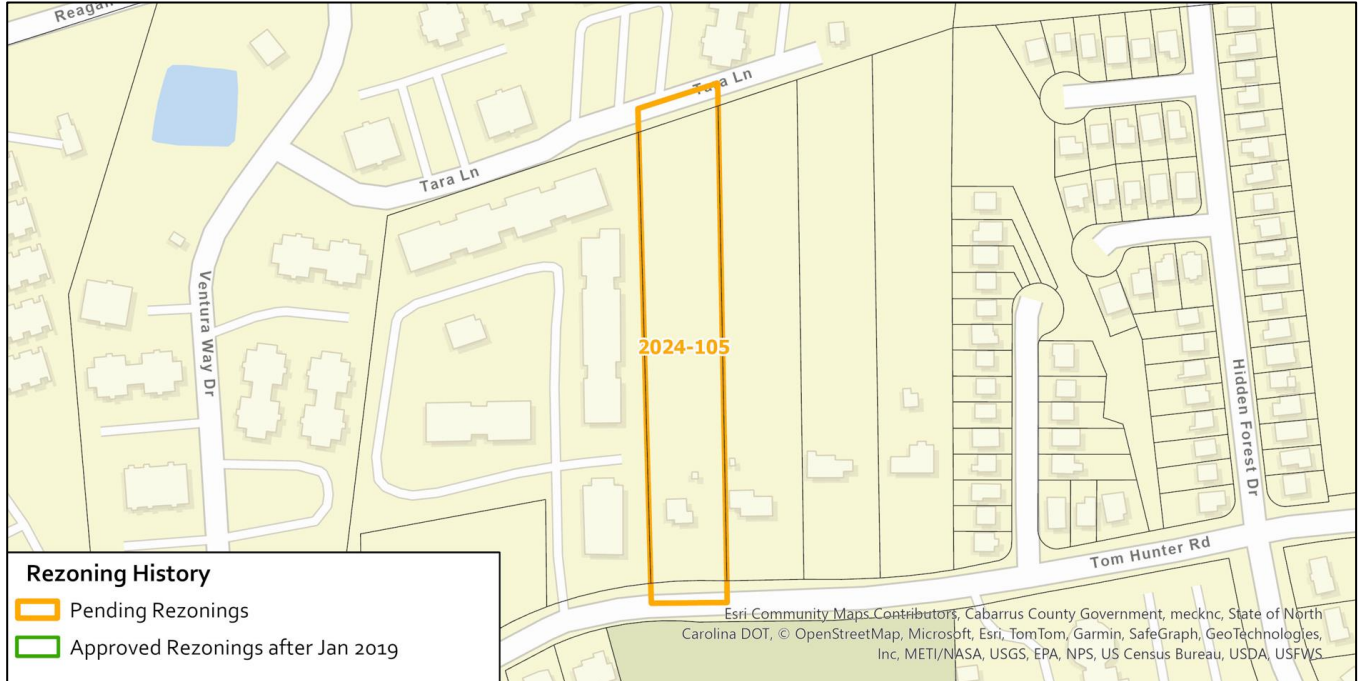 Reagan
Tara Ln
Tara Ln
Ventura Way Dr
2024-105
Hidden Forest Dr
Tom Hunter Rd
Rezoning History
Pending Rezonings
Approved Rezonings after Jan 2019
Esri Community Maps Contributors, Cabarrus County Government, mecknc, State of North
Carolina DOT, © OpenStreetMap, Microsoft, Esri, TomTom, Garmin, SafeGraph, GeoTechnologies,
Inc, METI/NASA, USGS, EPA, NPS, US Census Bureau, USDA, USFWS